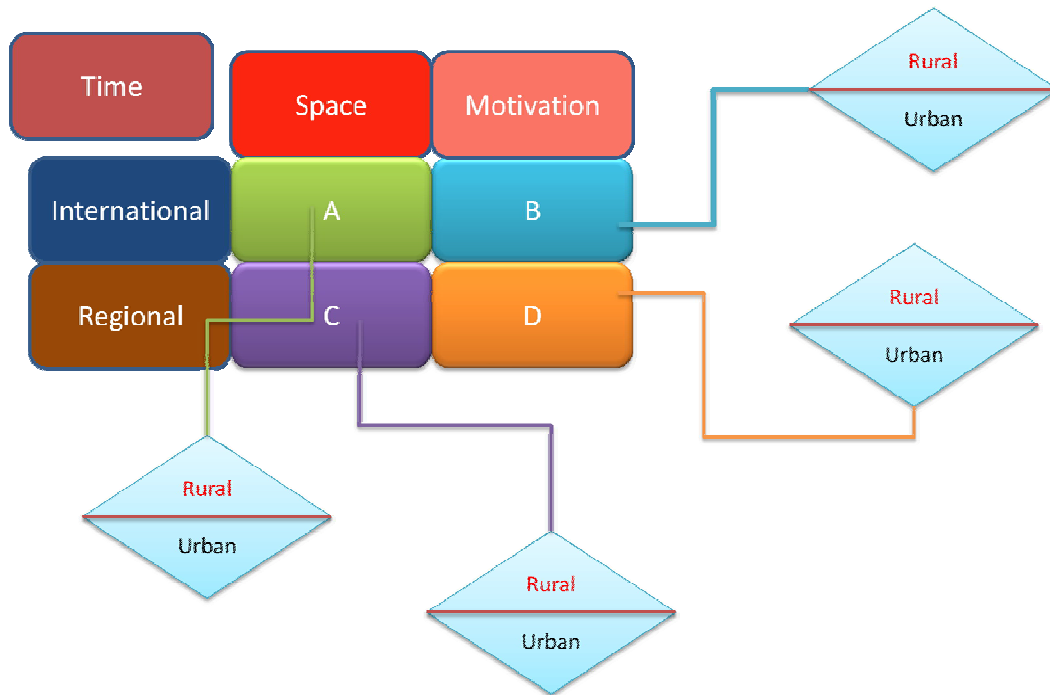 Time
Space
Motivation
Rural
Urban
International
A
B
Regional
C
D
Rural
Urban
Rural
Urban
Rural
Urban